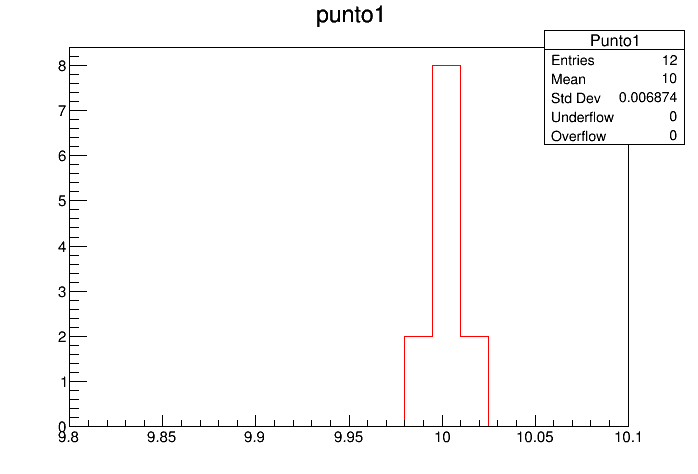 punto1
Punto1
Entries 12
Mean 10
Std Dev 0.006874
Underflow 0
Overflow 0
8
7
6
5
4
3
2
1
0
9.8 9.85 9.9 9.95 10 10.05 10.1